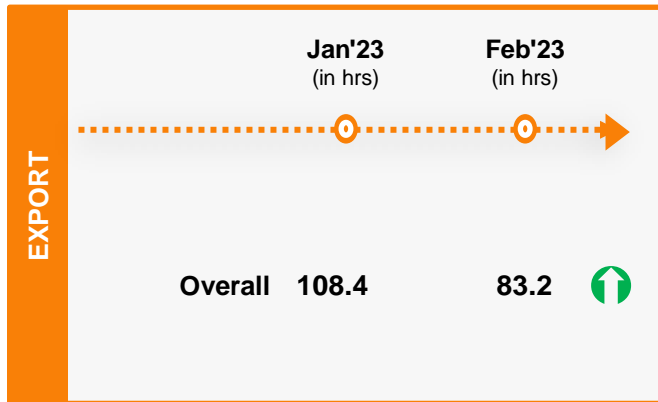 Jan'23 Feb'23
(in hrs) (in hrs)
EXPORT
Overall 108.4 83.2